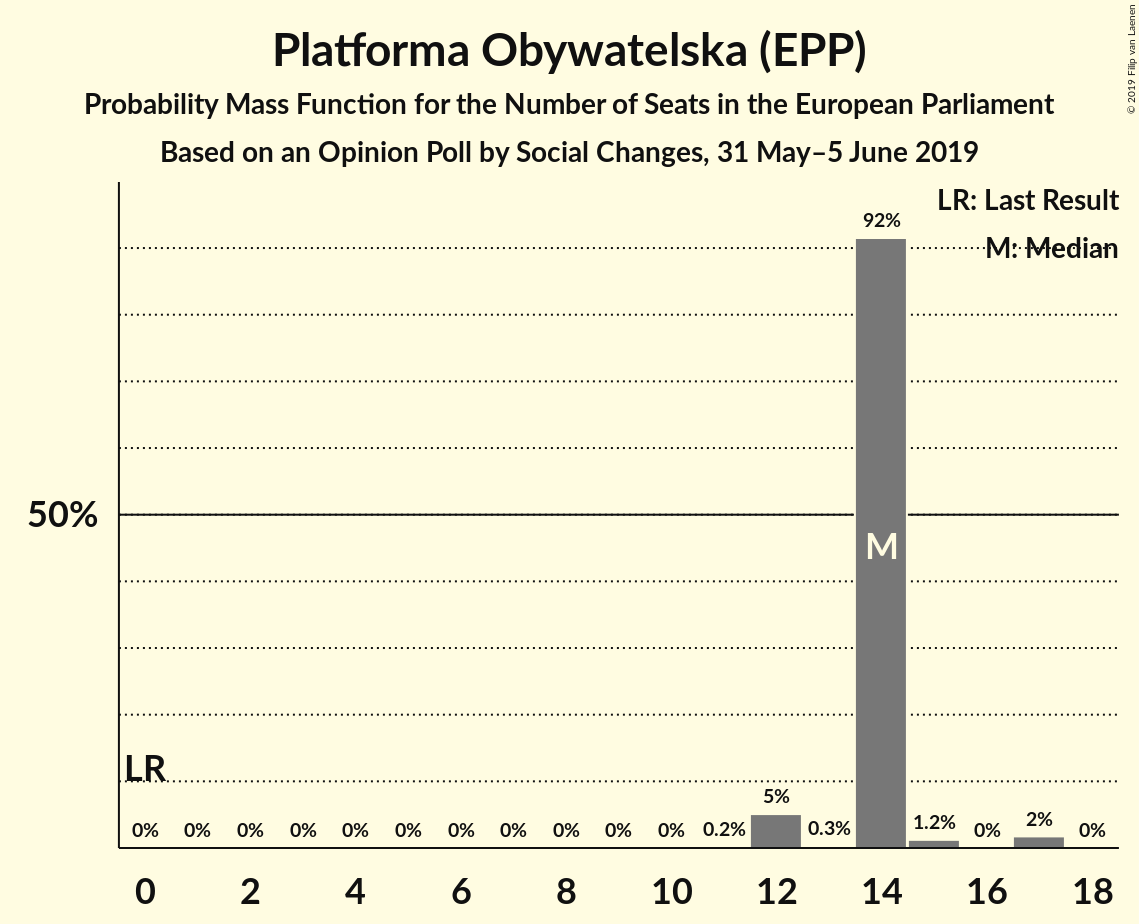 Platforma Obywatelska (EPP)
Probability Mass Function for the Number of Seats in the European Parliament
Based on an Opinion Poll by Social Changes, 31 May–5 June 2019
© 2019 Filip van Laenen
LR: Last Result
M: Median
92%
50%
M
LR
0% 0% 0% 0% 0% 0% 0% 0% 0% 0% 0% 0.2% 5% 0.3% 1.2% 0% 2% 0%
0 2 4 6 8 10 12 14 16 18